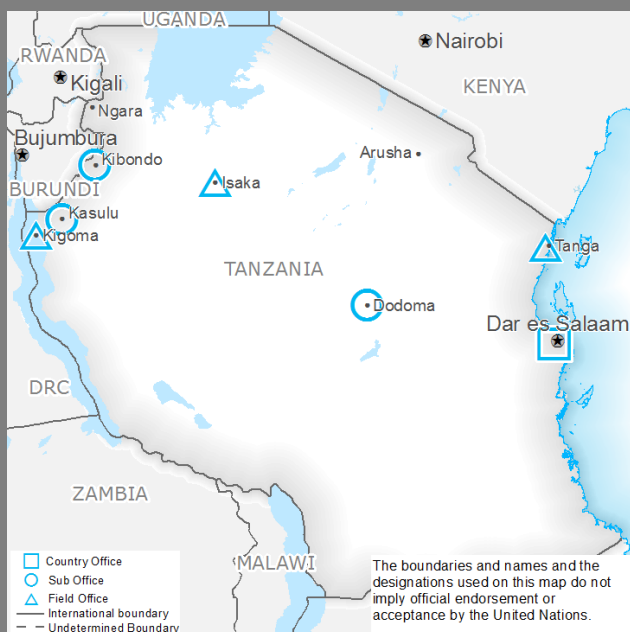 UGANDA
RWANDA
Nairobi
Kigali
KENYA
Ngara
Bujumbura
Kibondo
Arusha
BURUNDI
Isaka
Kasulu
Kigoma
Tanga
TANZANIA
Dodoma
Dar es Salaam
DRC
ZAMBIA
MALAWI
Country Office
Sub Office
Field Office
International boundary
Undetermined Boundary
The boundaries and names and the
designations used on this map do not
imply official endorsement or
acceptance by the United Nations.